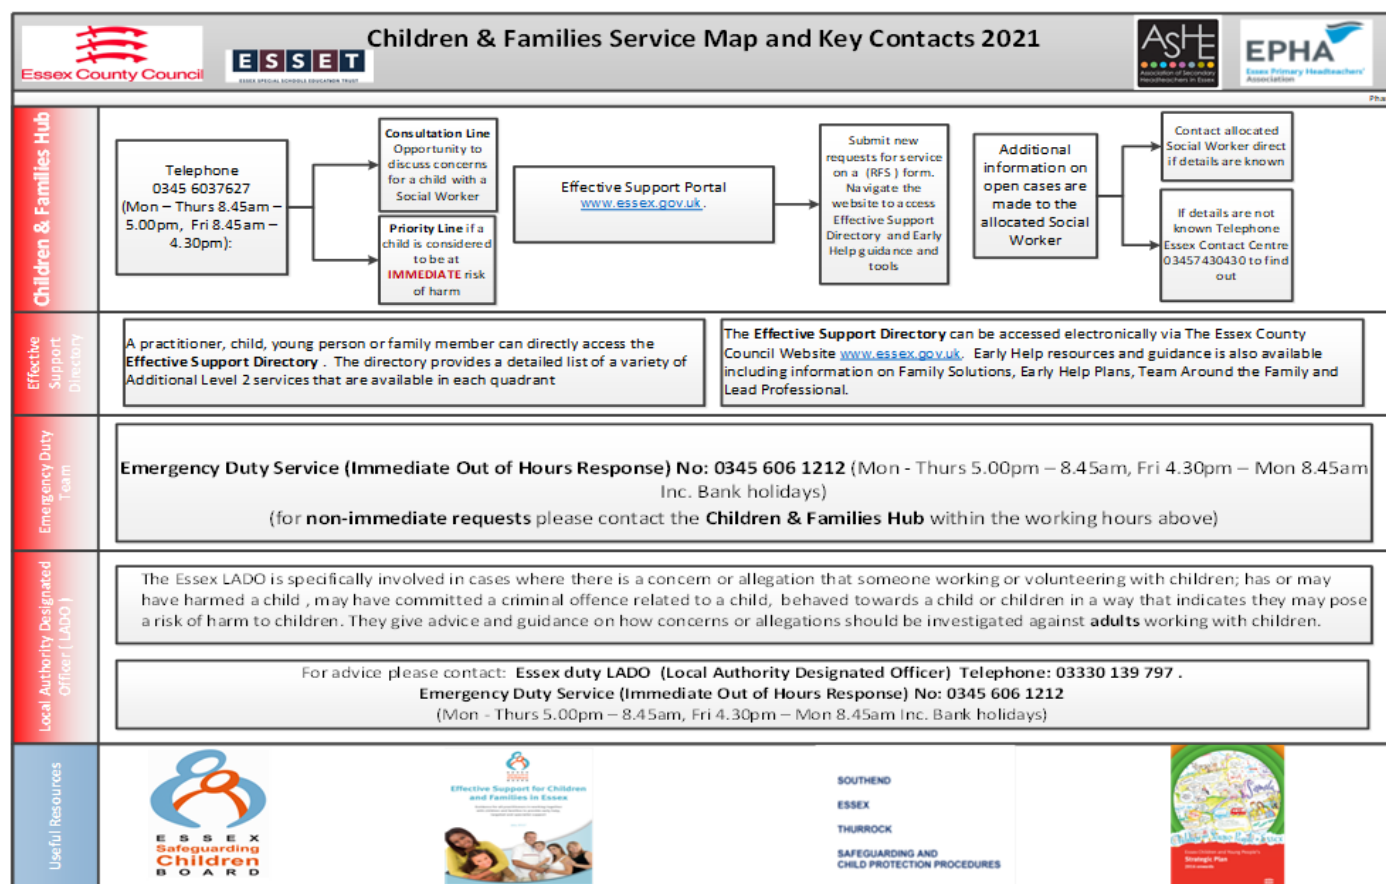 Essex County Council
ESSET
ESSEX SPECIAL SCHOOLS EDUCATION TRUST
Children & Families Service Map and Key Contacts 2021
ASHE
Association of Secondary
Headteachers in Essex
EPHA
Essex Primary Headteachers'
Association
Pha
Children & Families Hub
Telephone
0345 6037627
(Mon – Thurs 8.45am –
5.00pm, Fri 8.45am –
4.30pm):
Consultation Line
Opportunity to
discuss concerns
for a child with a
Social Worker
Priority Line if a
child is considered
to be at
IMMEDIATE risk
of harm
Effective Support Portal
www.essex.gov.uk.
Submit new
requests for service
on a (RFS ) form.
Navigate the
website to access
Effective Support
Directory and Early
Help guidance and
tools
Additional
information on
open cases are
made to the
allocated Social
Worker
Contact allocated
Social Worker direct
if details are known
If details are not
known Telephone
Essex Contact Centre
03457430430 to find
out
Effective
Support
Directory
A practitioner, child, young person or family member can directly access the
Effective Support Directory . The directory provides a detailed list of a variety of
Additional Level 2 services that are available in each quadrant
The Effective Support Directory can be accessed electronically via The Essex County
Council Website www.essex.gov.uk. Early Help resources and guidance is also available
including information on Family Solutions, Early Help Plans, Team Around the Family and
Lead Professional.
Emergency Duty
Team
Emergency Duty Service (Immediate Out of Hours Response) No: 0345 606 1212 (Mon - Thurs 5.00pm – 8.45am, Fri 4.30pm – Mon 8.45am
Inc. Bank holidays)
(for non-immediate requests please contact the Children & Families Hub within the working hours above)
Local Authority Designated
Officer ( LADO )
The Essex LADO is specifically involved in cases where there is a concern or allegation that someone working or volunteering with children; has or may
have harmed a child , may have committed a criminal offence related to a child, behaved towards a child or children in a way that indicates they may pose
a risk of harm to children. They give advice and guidance on how concerns or allegations should be investigated against adults working with children.
For advice please contact: Essex duty LADO (Local Authority Designated Officer) Telephone: 03330 139 797 .
Emergency Duty Service (Immediate Out of Hours Response) No: 0345 606 1212
(Mon - Thurs 5.00pm – 8.45am, Fri 4.30pm – Mon 8.45am Inc. Bank holidays)
Useful Resources
ESSEX
Safeguarding
Children
BOARD
Effective Support for Children
and Families in Essex
SOUTHEND
ESSEX
THURROCK
SAFEGUARDING AND
CHILD PROTECTION PROCEDURES
Strategic Plan